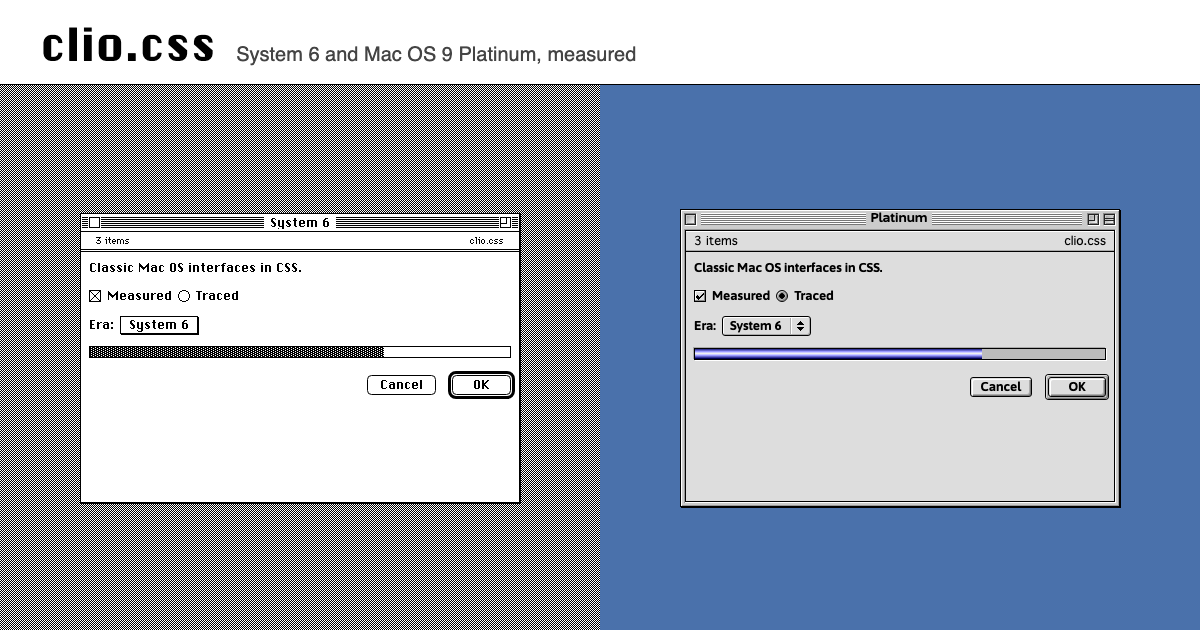 clio.css System 6 and Mac OS 9 Platinum, measured
System 6
3 items clio.css
Classic Mac OS interfaces in CSS.
Measured Traced
Era: System 6
Cancel OK
Platinum
3 items clio.css
Classic Mac OS interfaces in CSS.
Measured Traced
Era: System 6
Cancel OK